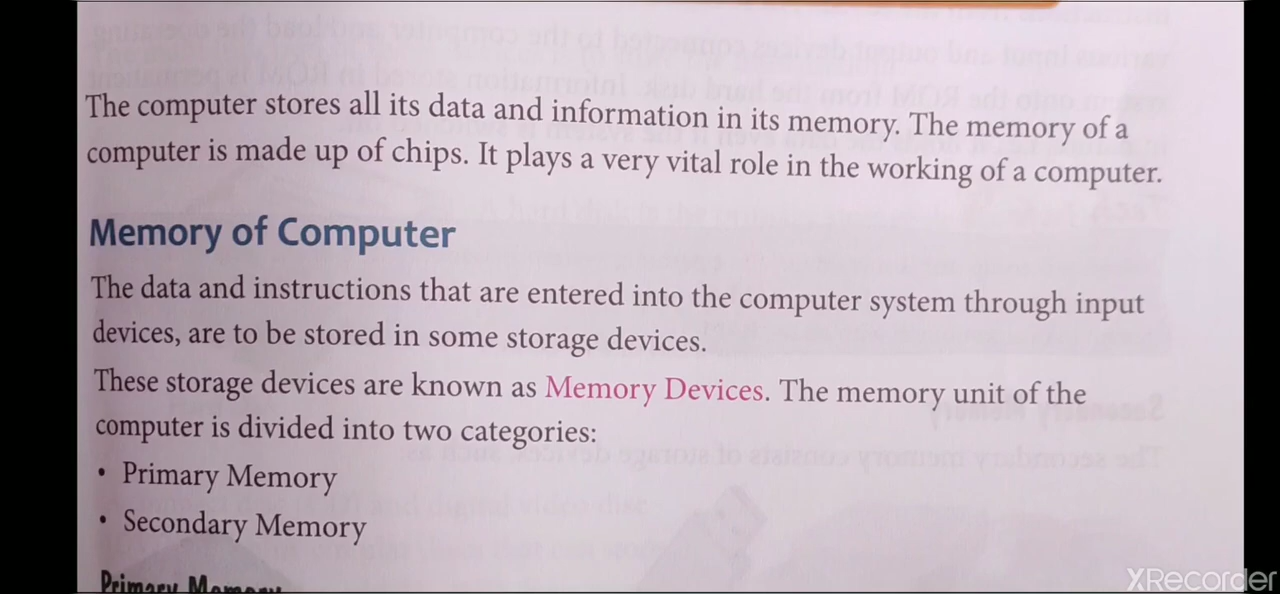 The computer stores all its data and information in its memory. The memory of a
computer is made up of chips. It plays a very vital role in the working of a computer.
Memory of Computer
The data and instructions that are entered into the computer system through input
devices, are to be stored in some storage devices.
These storage devices are known as Memory Devices. The memory unit of the
computer is divided into two categories:
• Primary Memory
• Secondary Memory
Primary Memory
XRecorder